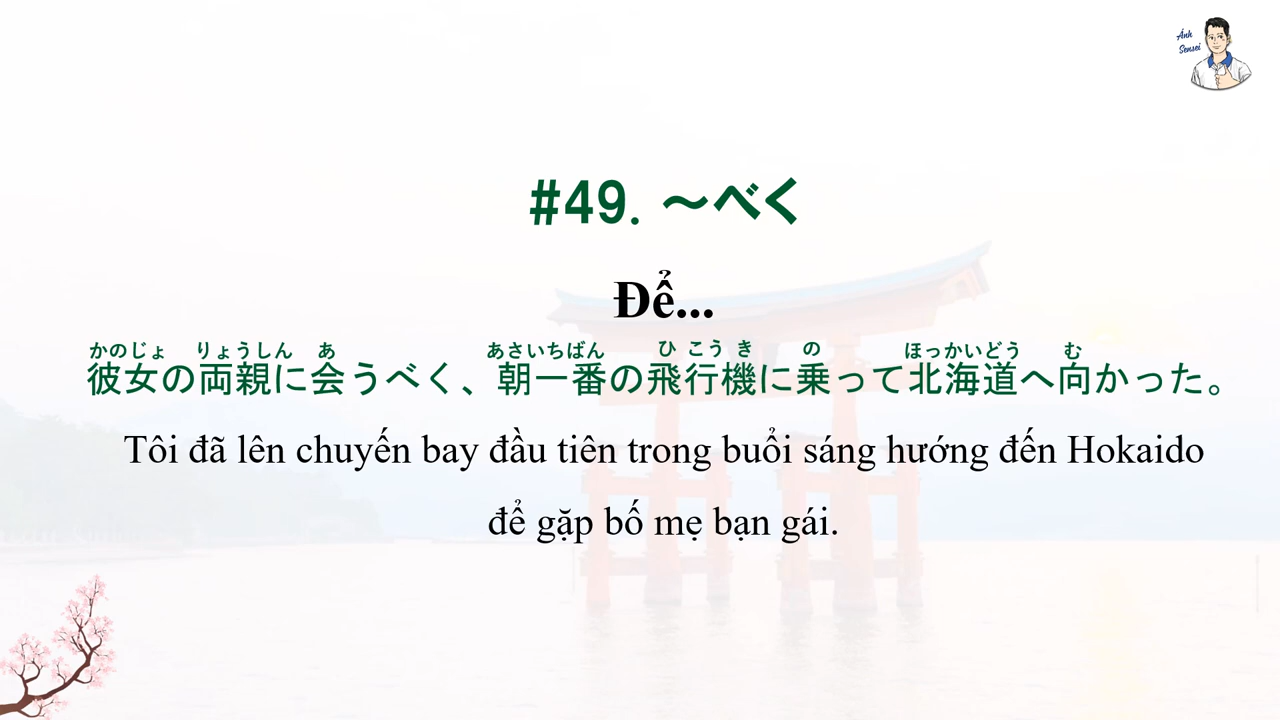 Ánh
Sensei
#49. ～べく
Để...
かのじょ りょうしん あ あさいちばん ひ こう き の ほっかいどう む
彼女の両親に会うべく、朝一番の飛行機に乗って北海道へ向かった。
Tôi đã lên chuyến bay đầu tiên trong buổi sáng hướng đến Hokaido
để gặp bố mẹ bạn gái.